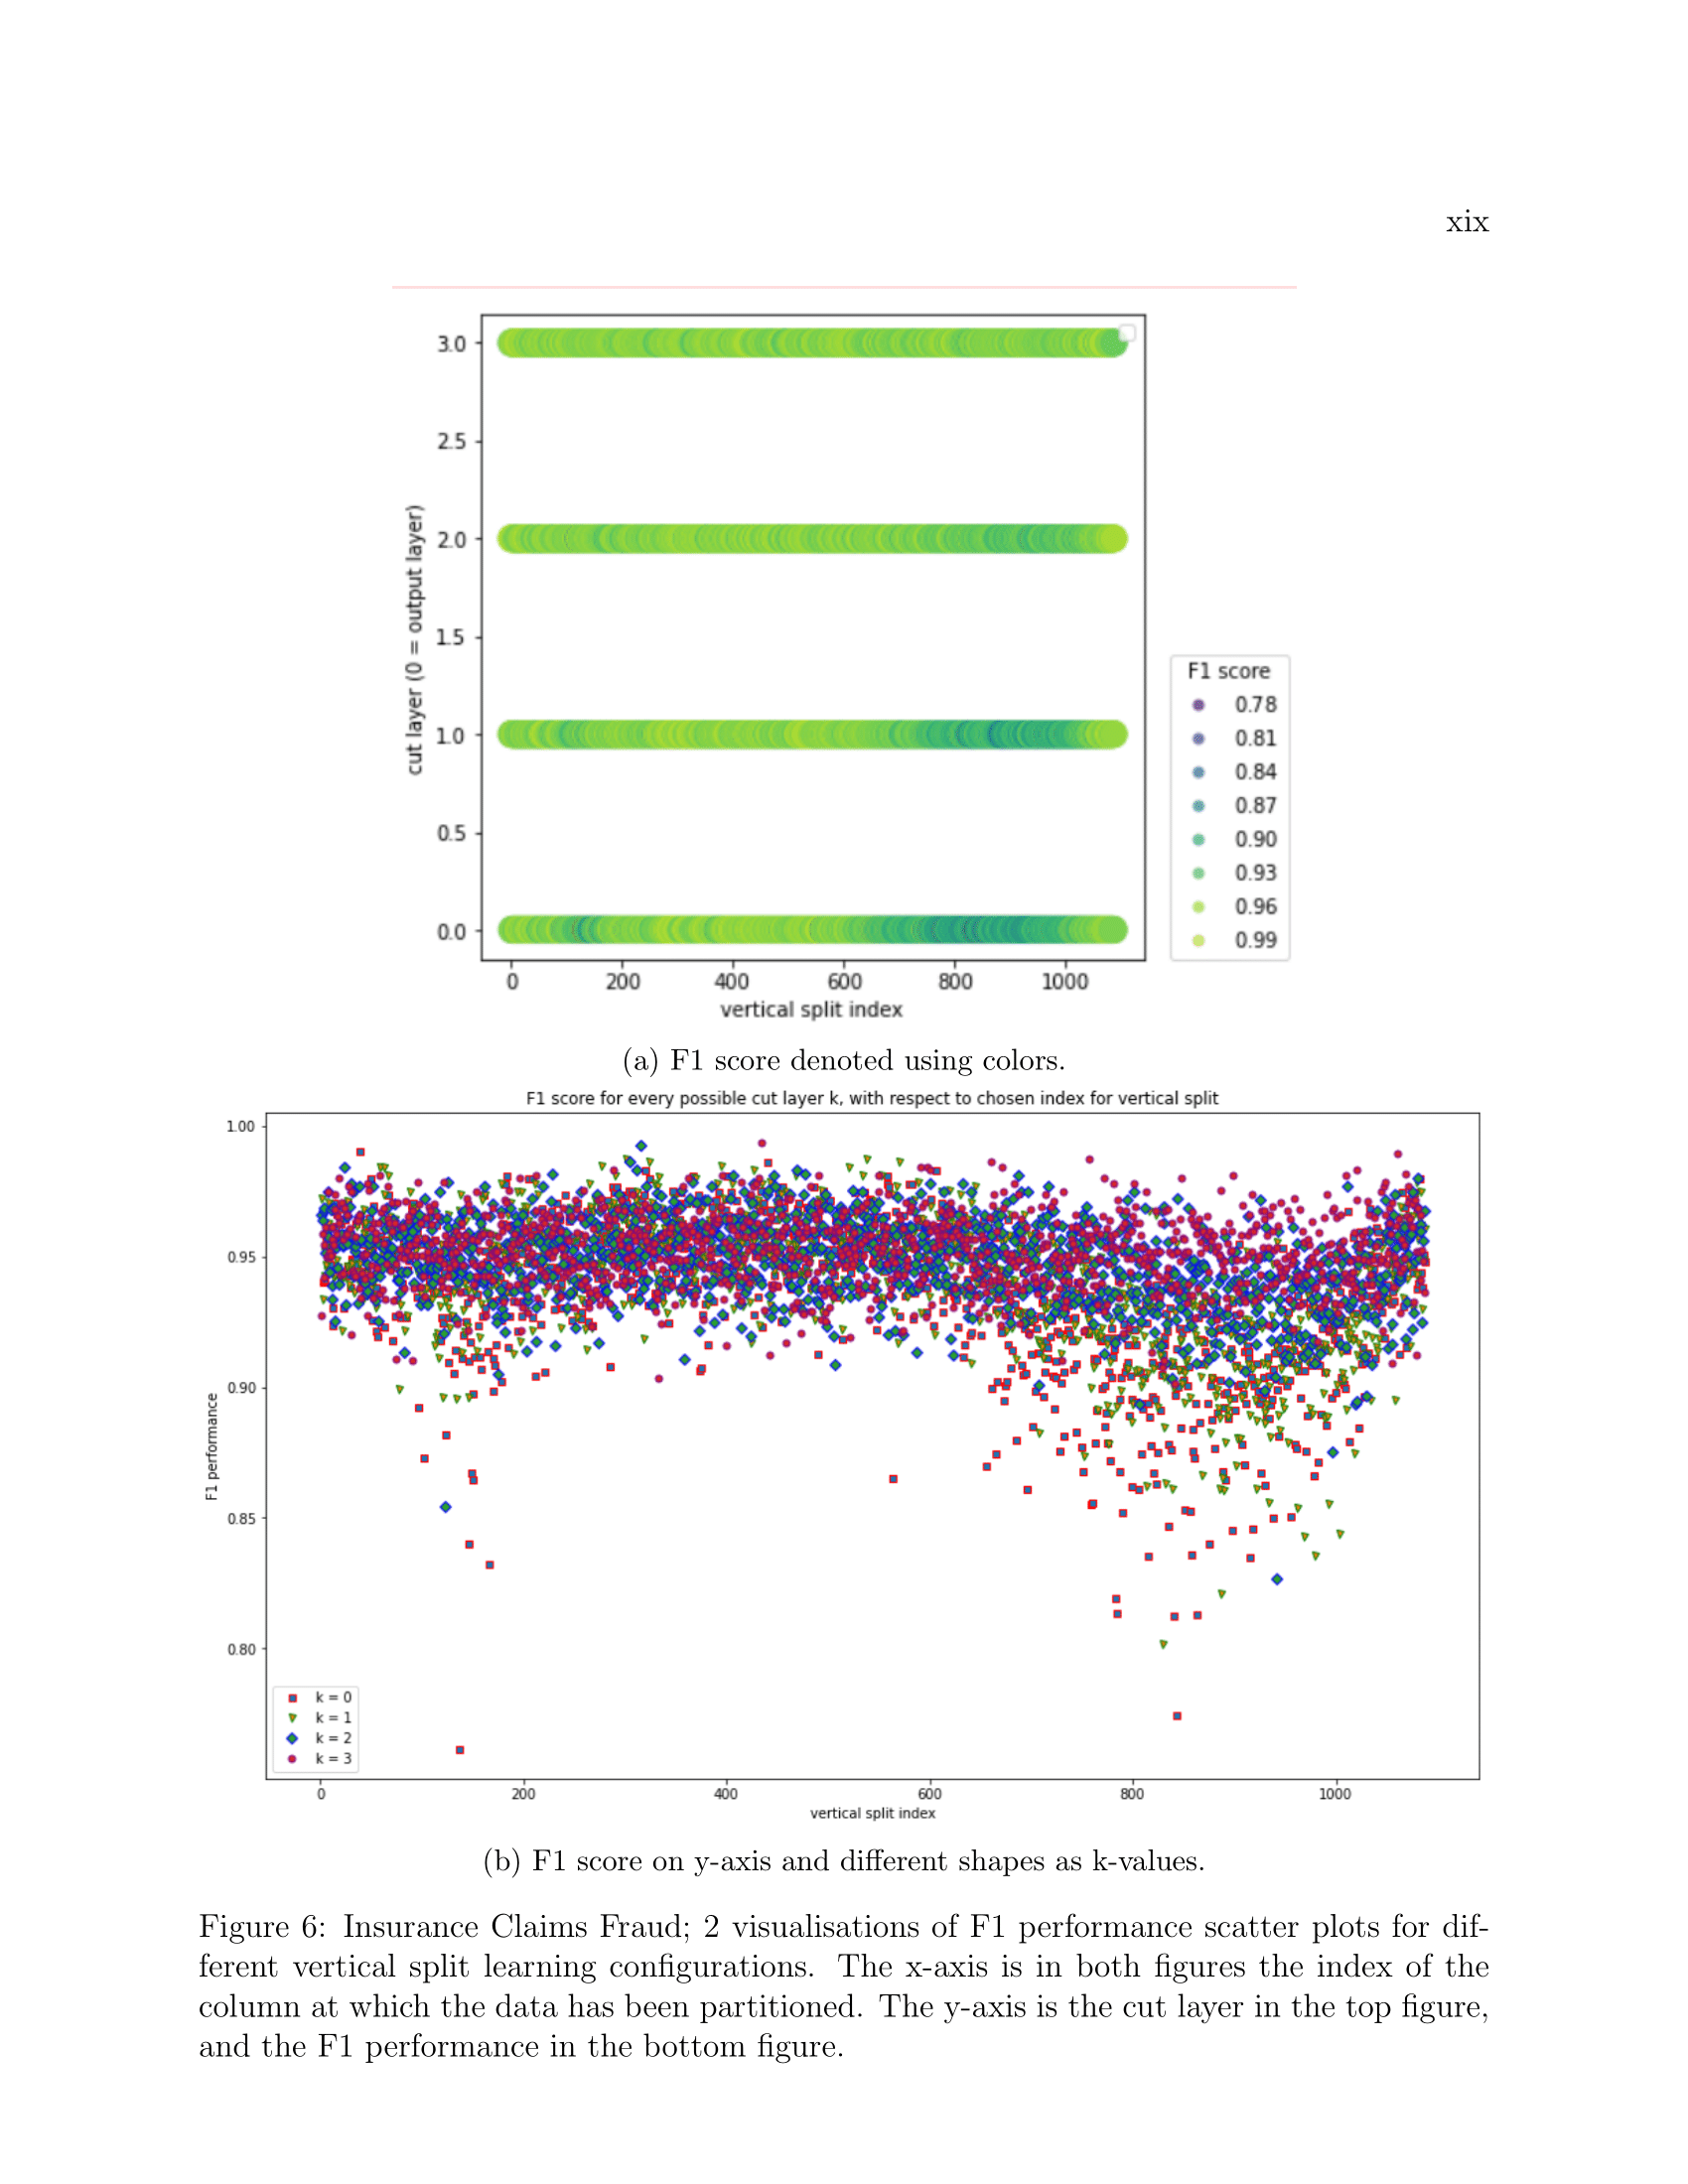 xix
3.0
2.5
2.0
1.5
1.0
0.5
0.0
cut layer (0 = output layer)
0 200 400 600 800 1000
vertical split index
F1 score
0.78
0.81
0.84
0.87
0.90
0.93
0.96
0.99
(a) F1 score denoted using colors.
F1 score for every possible cut layer k, with respect to chosen index for vertical split
1.00
0.95
0.90
0.85
0.80
F1 performance
k = 0
k = 1
k = 2
k = 3
0 200 400 600 800 1000
vertical split index
(b) F1 score on y-axis and different shapes as k-values.
Figure 6: Insurance Claims Fraud; 2 visualisations of F1 performance scatter plots for dif-
ferent vertical split learning configurations. The x-axis is in both figures the index of the
column at which the data has been partitioned. The y-axis is the cut layer in the top figure,
and the F1 performance in the bottom figure.